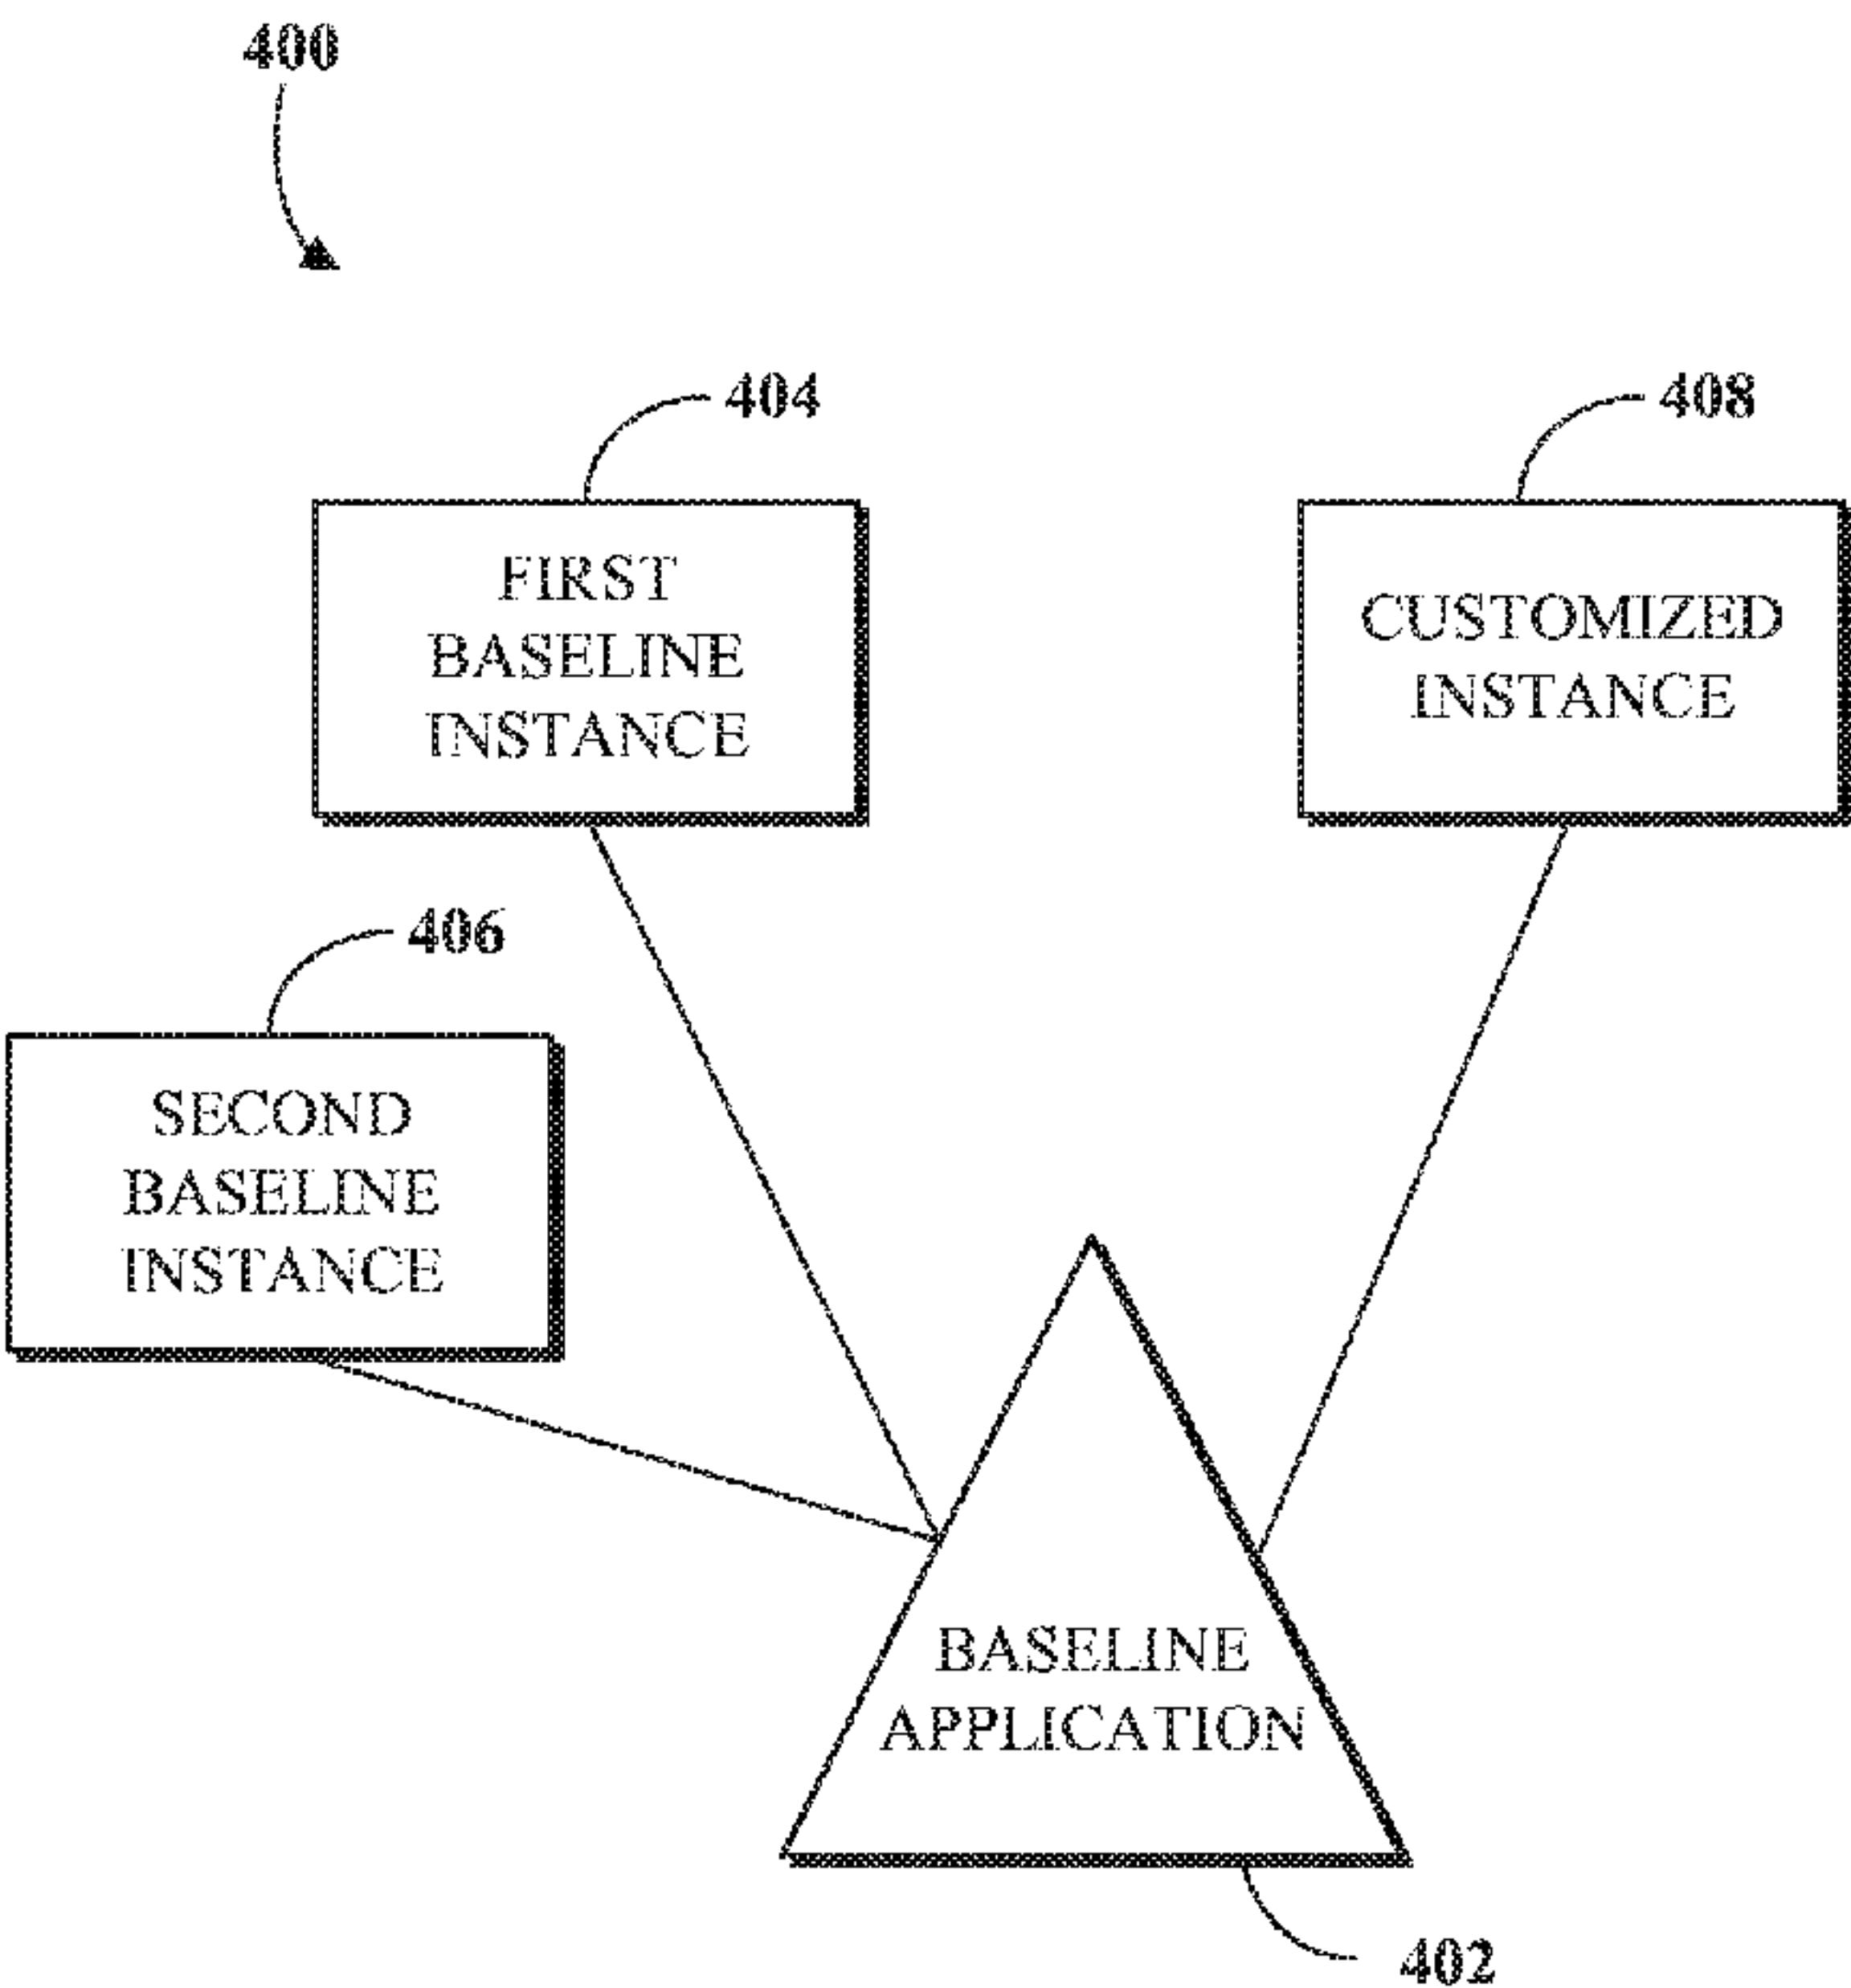 400
404
408
FIRST
BASELINE
INSTANCE
CUSTOMIZED
INSTANCE
406
SECOND
BASELINE
INSTANCE
BASELINE
APPLICATION
402